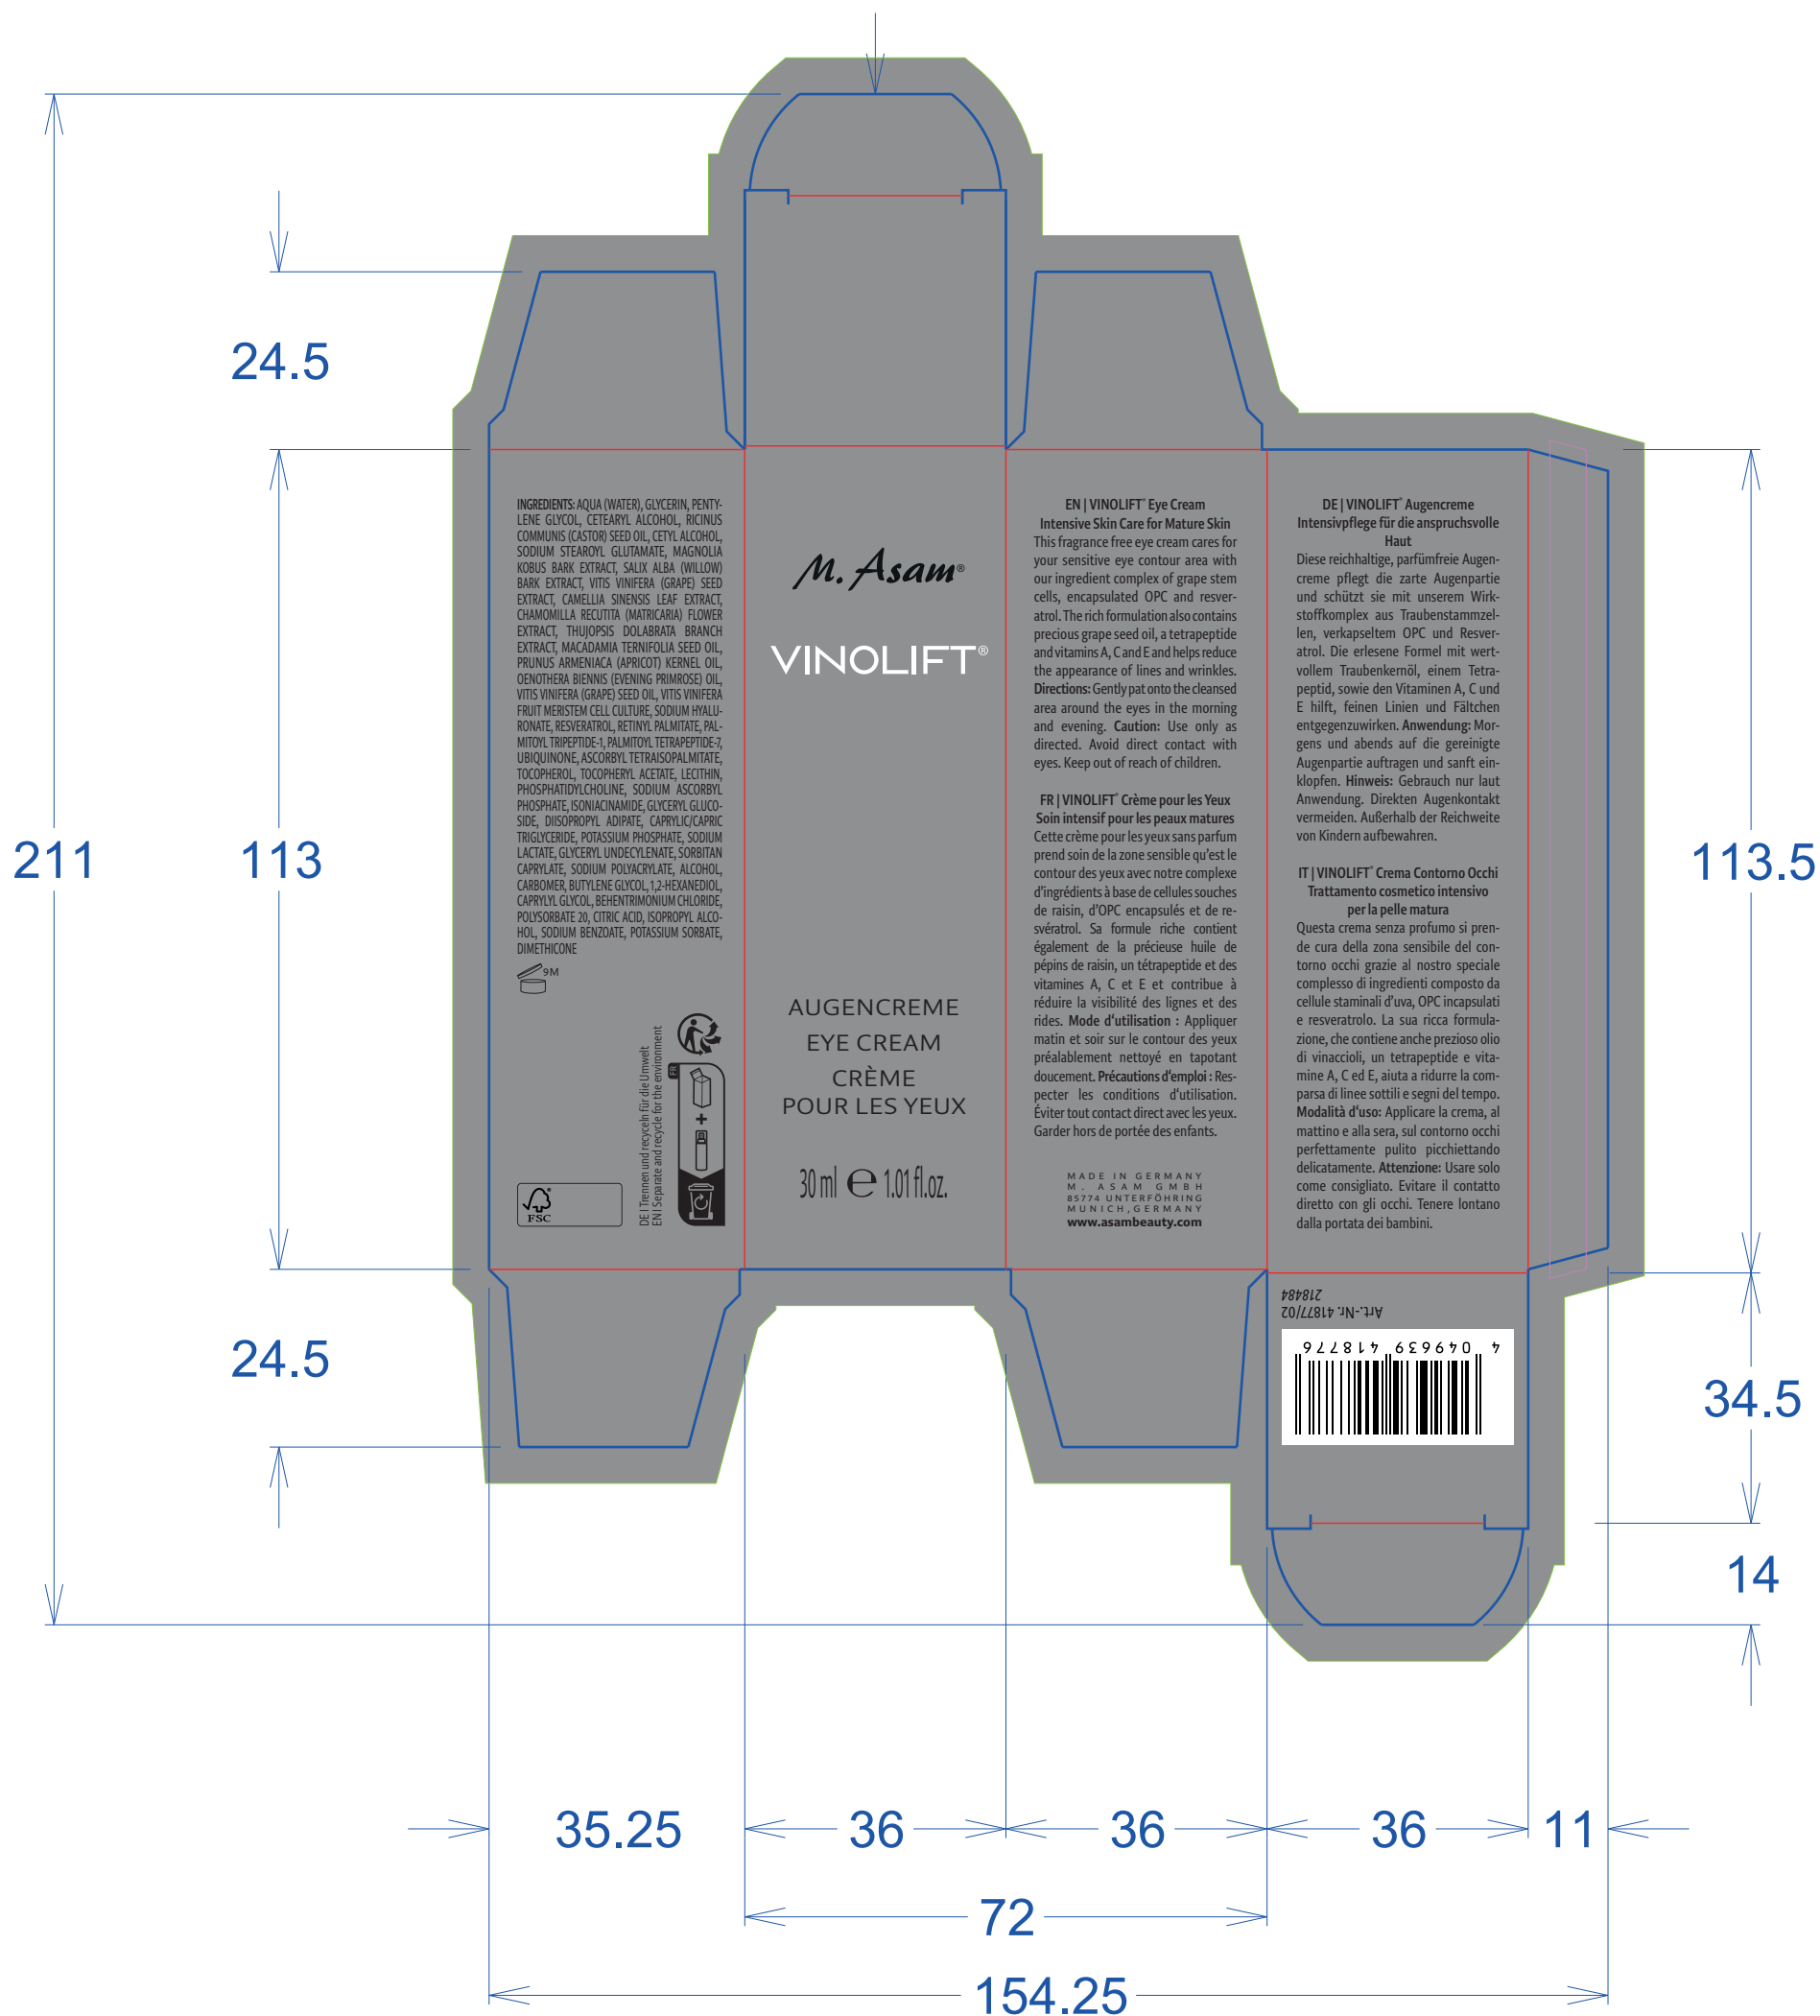 24.5
211
113
24.5
INGREDIENTS: AQUA (WATER), GLYCERIN, PENTY-
LENE GLYCOL, CETEARYL ALCOHOL, RICINUS
COMMUNIS (CASTOR) SEED OIL, CETYL ALCOHOL,
SODIUM STEAROYL GLUTAMATE, MAGNOLIA
KOBUS BARK EXTRACT, SALIX ALBA (WILLOW)
BARK EXTRACT, VITIS VINIFERA (GRAPE) SEED
EXTRACT, CAMELLIA SINENSIS LEAF EXTRACT,
CHAMOMILLA RECUTITA (MATRICARIA) FLOWER
EXTRACT, THUJOPSIS DOLABRATA BRANCH
EXTRACT, MACADAMIA TERNIFOLIA SEED OIL,
PRUNUS ARMENIACA (APRICOT) KERNEL OIL,
OENOTHERA BIENNIS (EVENING PRIMROSE) OIL,
VITIS VINIFERA (GRAPE) SEED OIL, VITIS VINIFERA
FRUIT MERISTEM CELL CULTURE, SODIUM HYALU-
RONATE, RESVERATROL, RETINYL PALMITATE, PAL-
MITOYL TRIPEPTIDE-1, PALMITOYL TETRAPEPTIDE-7,
UBIQUINONE, ASCORBYL TETRAISOPALMITATE,
TOCOPHEROL, TOCOPHERYL ACETATE, LECITHIN,
PHOSPHATIDYLCHOLINE, SODIUM ASCORBYL
PHOSPHATE, ISONIACINAMIDE, GLYCERYL GLUCO-
SIDE, DIISOPROPYL ADIPATE, CAPRYLIC/CAPRIC
TRIGLYCERIDE, POTASSIUM PHOSPHATE, SODIUM
LACTATE, GLYCERYL UNDECYLENATE, SORBITAN
CAPRYLATE, SODIUM POLYACRYLATE, ALCOHOL,
CARBOMER, BUTYLENE GLYCOL, 1,2-HEXANEDIOL,
CAPRYLYL GLYCOL, BEHENTRIMONIUM CHLORIDE,
POLYSORBATE 20, CITRIC ACID, ISOPROPYL ALCO-
HOL, SODIUM BENZOATE, POTASSIUM SORBATE,
DIMETHICONE
9M
DE | Trennen und recyceln für die Umwelt
EN | Separate and recycle for the environment
FR
+
FSC®
M. Asam®
VINOLIFT®
AUGENCREME
EYE CREAM
CRÈME
POUR LES YEUX
30 ml e 1.01 fl.oz.
EN | VINOLIFT® Eye Cream
Intensive Skin Care for Mature Skin
This fragrance free eye cream cares for
your sensitive eye contour area with
our ingredient complex of grape stem
cells, encapsulated OPC and resver-
atrol. The rich formulation also contains
precious grape seed oil, a tetrapeptide
and vitamins A, C and E and helps reduce
the appearance of lines and wrinkles.
Directions: Gently pat onto the cleansed
area around the eyes in the morning
and evening. Caution: Use only as
directed. Avoid direct contact with
eyes. Keep out of reach of children.
FR | VINOLIFT® Crème pour les Yeux
Soin intensif pour les peaux matures
Cette crème pour les yeux sans parfum
prend soin de la zone sensible qu'est le
contour des yeux avec notre complexe
d'ingrédients à base de cellules souches
de raisin, d'OPC encapsulés et de re-
svératrol. Sa formule riche contient
également de la précieuse huile de
pépins de raisin, un tétrapeptide et des
vitamines A, C et E et contribue à
réduire la visibilité des lignes et des
rides. Mode d‘utilisation : Appliquer
matin et soir sur le contour des yeux
préalablement nettoyé en tapotant
doucement. Précautions d‘emploi : Res-
pecter les conditions d'utilisation.
Éviter tout contact direct avec les yeux.
Garder hors de portée des enfants.
MADE IN GERMANY
M. ASAM GMBH
85774 UNTERFÖHRING
MUNICH, GERMANY
www.asambeauty.com
DE | VINOLIFT® Augencreme
Intensivpflege für die anspruchsvolle
Haut
Diese reichhaltige, parfümfreie Augen-
creme pflegt die zarte Augenpartie
und schützt sie mit unserem Wirk-
stoffkomplex aus Traubenstammzel-
len, verkapseltem OPC und Resver-
atrol. Die erlesene Formel mit wert-
vollem Traubenkernöl, einem Tetra-
peptid, sowie den Vitaminen A, C und
E hilft, feinen Linien und Fältchen
entgegenzuwirken. Anwendung: Mor-
gens und abends auf die gereinigte
Augenpartie auftragen und sanft ein-
klopfen. Hinweis: Gebrauch nur laut
Anwendung. Direkten Augenkontakt
vermeiden. Außerhalb der Reichweite
von Kindern aufbewahren.
IT | VINOLIFT® Crema Contorno Occhi
Trattamento cosmetico intensivo
per la pelle matura
Questa crema senza profumo si pren-
de cura della zona sensibile del con-
torno occhi grazie al nostro speciale
complesso di ingredienti composto da
cellule staminali d'uva, OPC incapsulati
e resveratrolo. La sua ricca formula-
zione, che contiene anche prezioso olio
di vinaccioli, un tetrapeptide e vita-
mine A, C ed E, aiuta a ridurre la com-
parsa di linee sottili e segni del tempo.
Modalità d‘uso: Applicare la crema, al
mattino e alla sera, sul contorno occhi
perfettamente pulito picchiettando
delicatamente. Attenzione: Usare solo
come consigliato. Evitare il contatto
diretto con gli occhi. Tenere lontano
dalla portata dei bambini.
Art.-Nr. 41877/02
218484
4 049639 418776
113.5
34.5
14
35.25
36
36
36
11
72
154.25